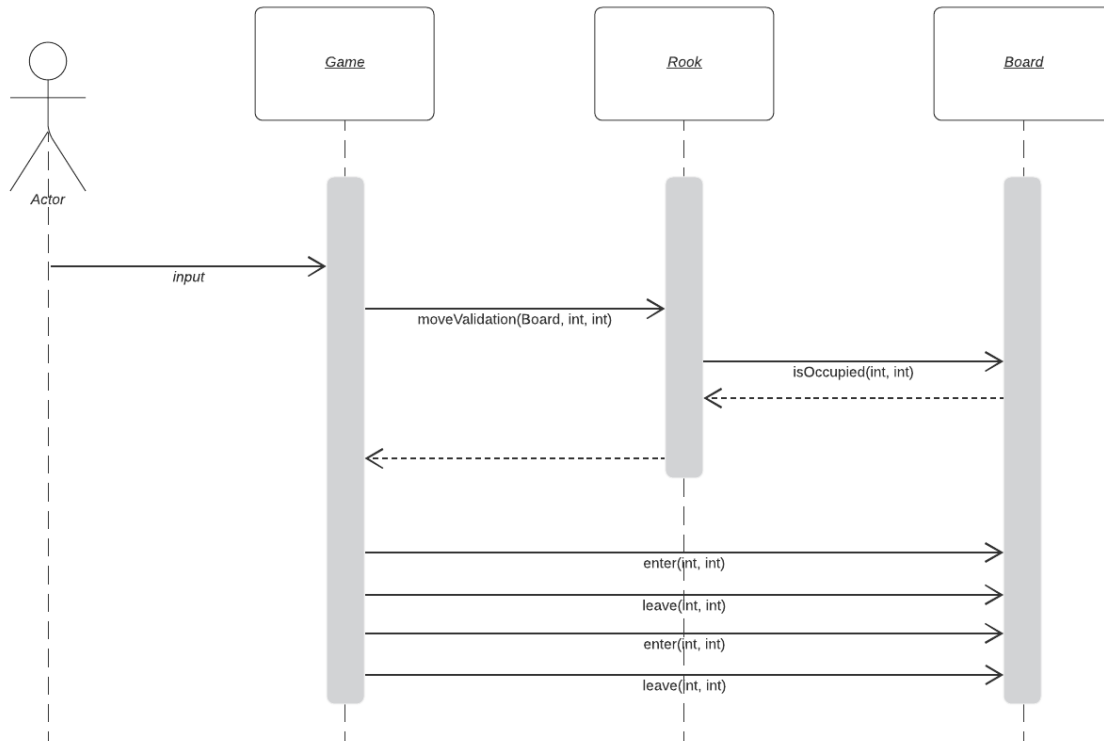 Game
Rook
Board
Actor
input
moveValidation(Board, int, int)
isOccupied(int, int)
enter(int, int)
leave(int, int)
enter(int, int)
leave(int, int)